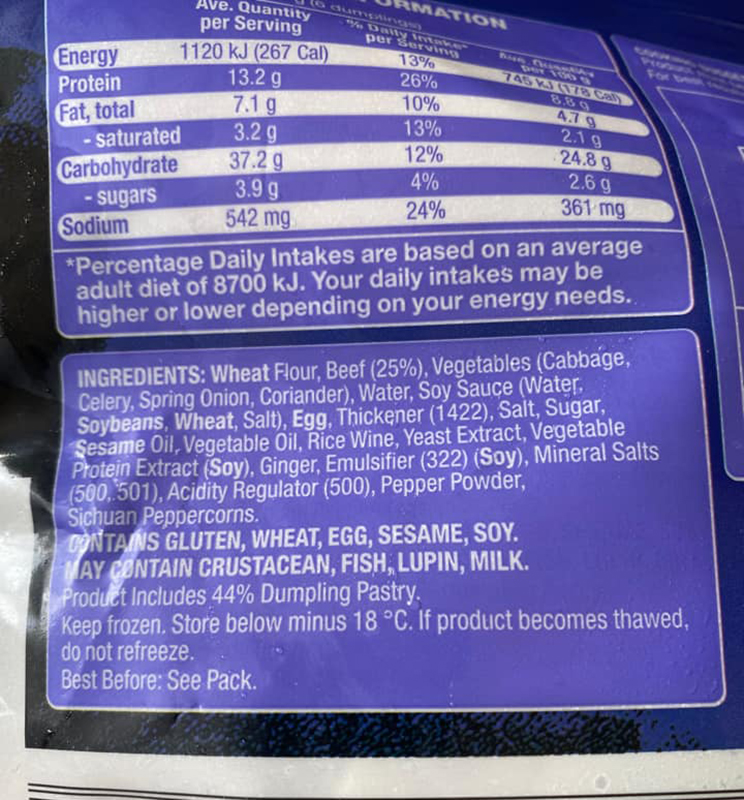 ORMATION
(6 dumplings)
Ave. Quantity per Serving % Daily Intake* per Serving Ave. Quantity per 100 g
Energy 1120 kJ (267 Cal) 13% 745 kJ (178 Cal)
Protein 13.2 g 26% 8.8 g
Fat, total 7.1 g 10% 4.7 g
- saturated 3.2 g 13% 2.1 g
Carbohydrate 37.2 g 12% 24.8 g
- sugars 3.9 g 4% 2.6 g
Sodium 542 mg 24% 361 mg
*Percentage Daily Intakes are based on an average
adult diet of 8700 kJ. Your daily intakes may be
higher or lower depending on your energy needs.
INGREDIENTS: Wheat Flour, Beef (25%), Vegetables (Cabbage,
Celery, Spring Onion, Coriander), Water, Soy Sauce (Water,
Soybeans, Wheat, Salt), Egg, Thickener (1422), Salt, Sugar,
Sesame Oil, Vegetable Oil, Rice Wine, Yeast Extract, Vegetable
Protein Extract (Soy), Ginger, Emulsifier (322) (Soy), Mineral Salts
(500, 501), Acidity Regulator (500), Pepper Powder,
Sichuan Peppercorns.
CONTAINS GLUTEN, WHEAT, EGG, SESAME, SOY.
MAY CONTAIN CRUSTACEAN, FISH, LUPIN, MILK.
Product Includes 44% Dumpling Pastry.
Keep frozen. Store below minus 18 °C. If product becomes thawed,
do not refreeze.
Best Before: See Pack.